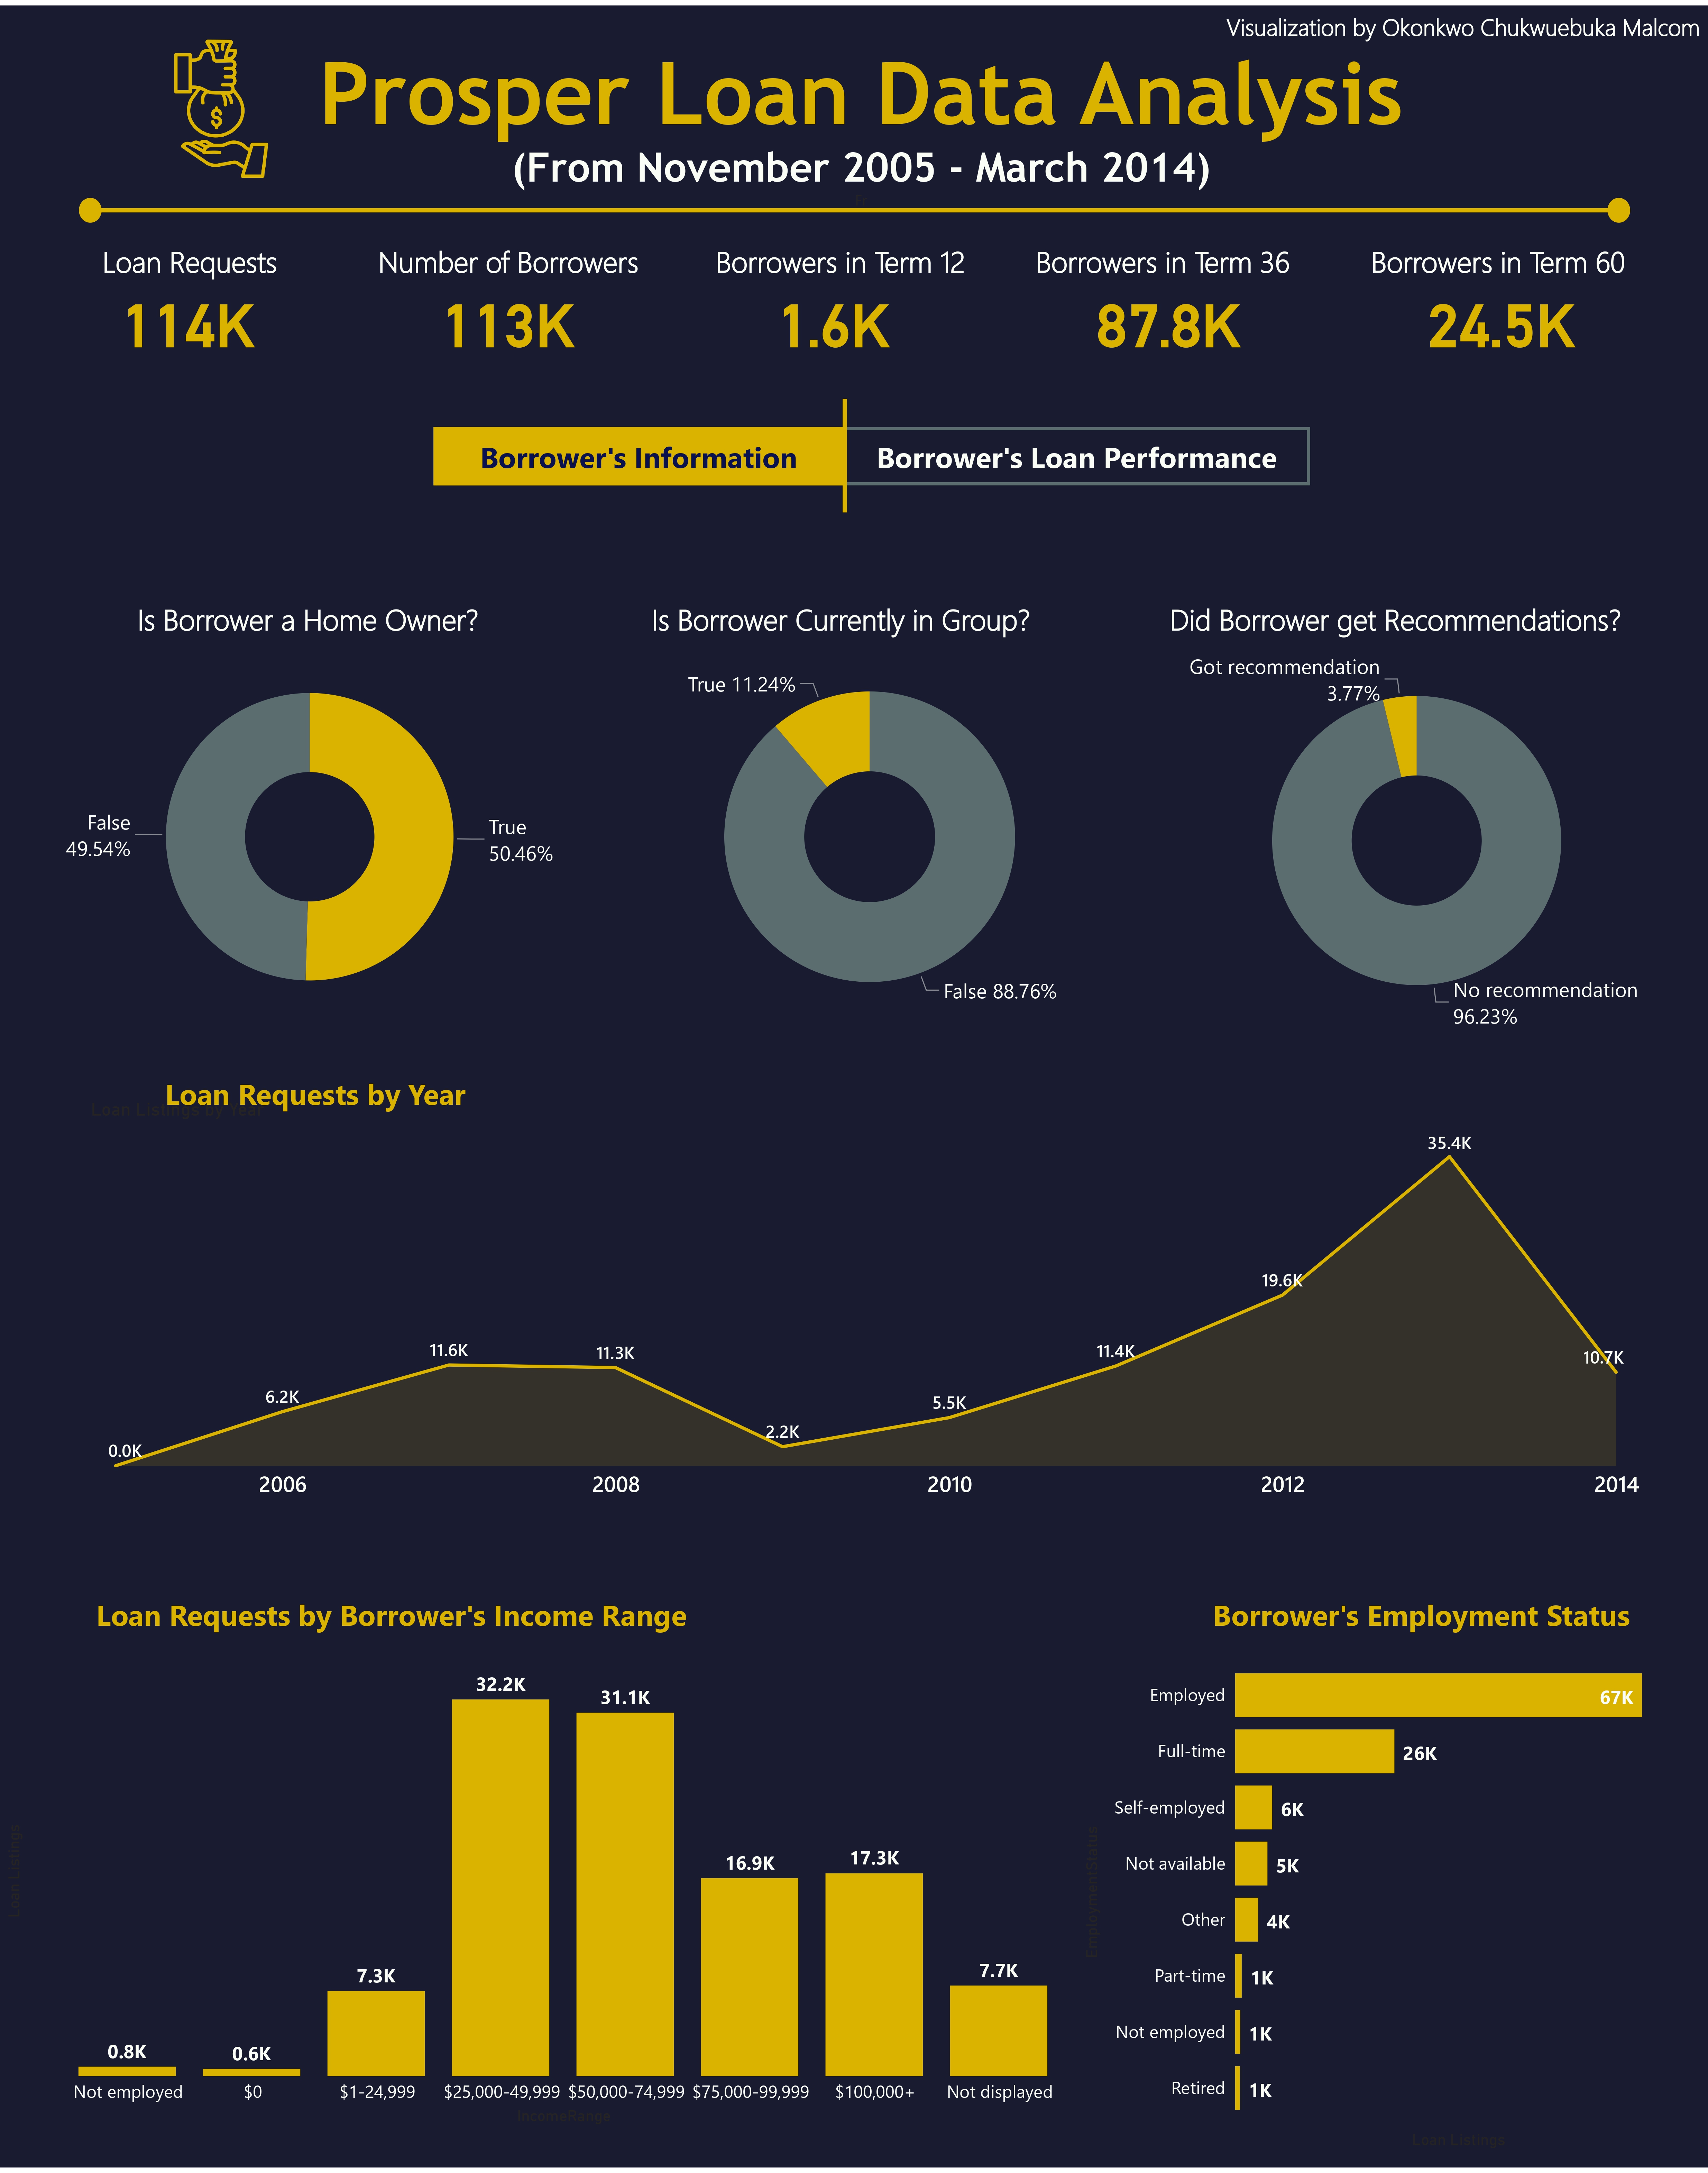 Visualization by Okonkwo Chukwuebuka Malcom
$
Prosper Loan Data Analysis
(From November 2005 - March 2014)
Loan Requests
114K
Number of Borrowers
113K
Borrowers in Term 12
1.6K
Borrowers in Term 36
87.8K
Borrowers in Term 60
24.5K
Borrower's Information
Borrower's Loan Performance
Is Borrower a Home Owner?
False
49.54%
True
50.46%
Is Borrower Currently in Group?
True 11.24%
False 88.76%
Did Borrower get Recommendations?
Got recommendation
3.77%
No recommendation
96.23%
Loan Requests by Year
Loan Listings by Year
0.0K
6.2K
11.6K
11.3K
2.2K
5.5K
11.4K
19.6K
35.4K
10.7K
2006
2008
2010
2012
2014
Loan Requests by Borrower's Income Range
Loan Listings
0.8K
0.6K
7.3K
32.2K
31.1K
16.9K
17.3K
7.7K
Not employed
$0
$1-24,999
$25,000-49,999
$50,000-74,999
$75,000-99,999
$100,000+
Not displayed
IncomeRange
Borrower's Employment Status
EmploymentStatus
Employed
67K
Full-time
26K
Self-employed
6K
Not available
5K
Other
4K
Part-time
1K
Not employed
1K
Retired
1K
Loan Listings